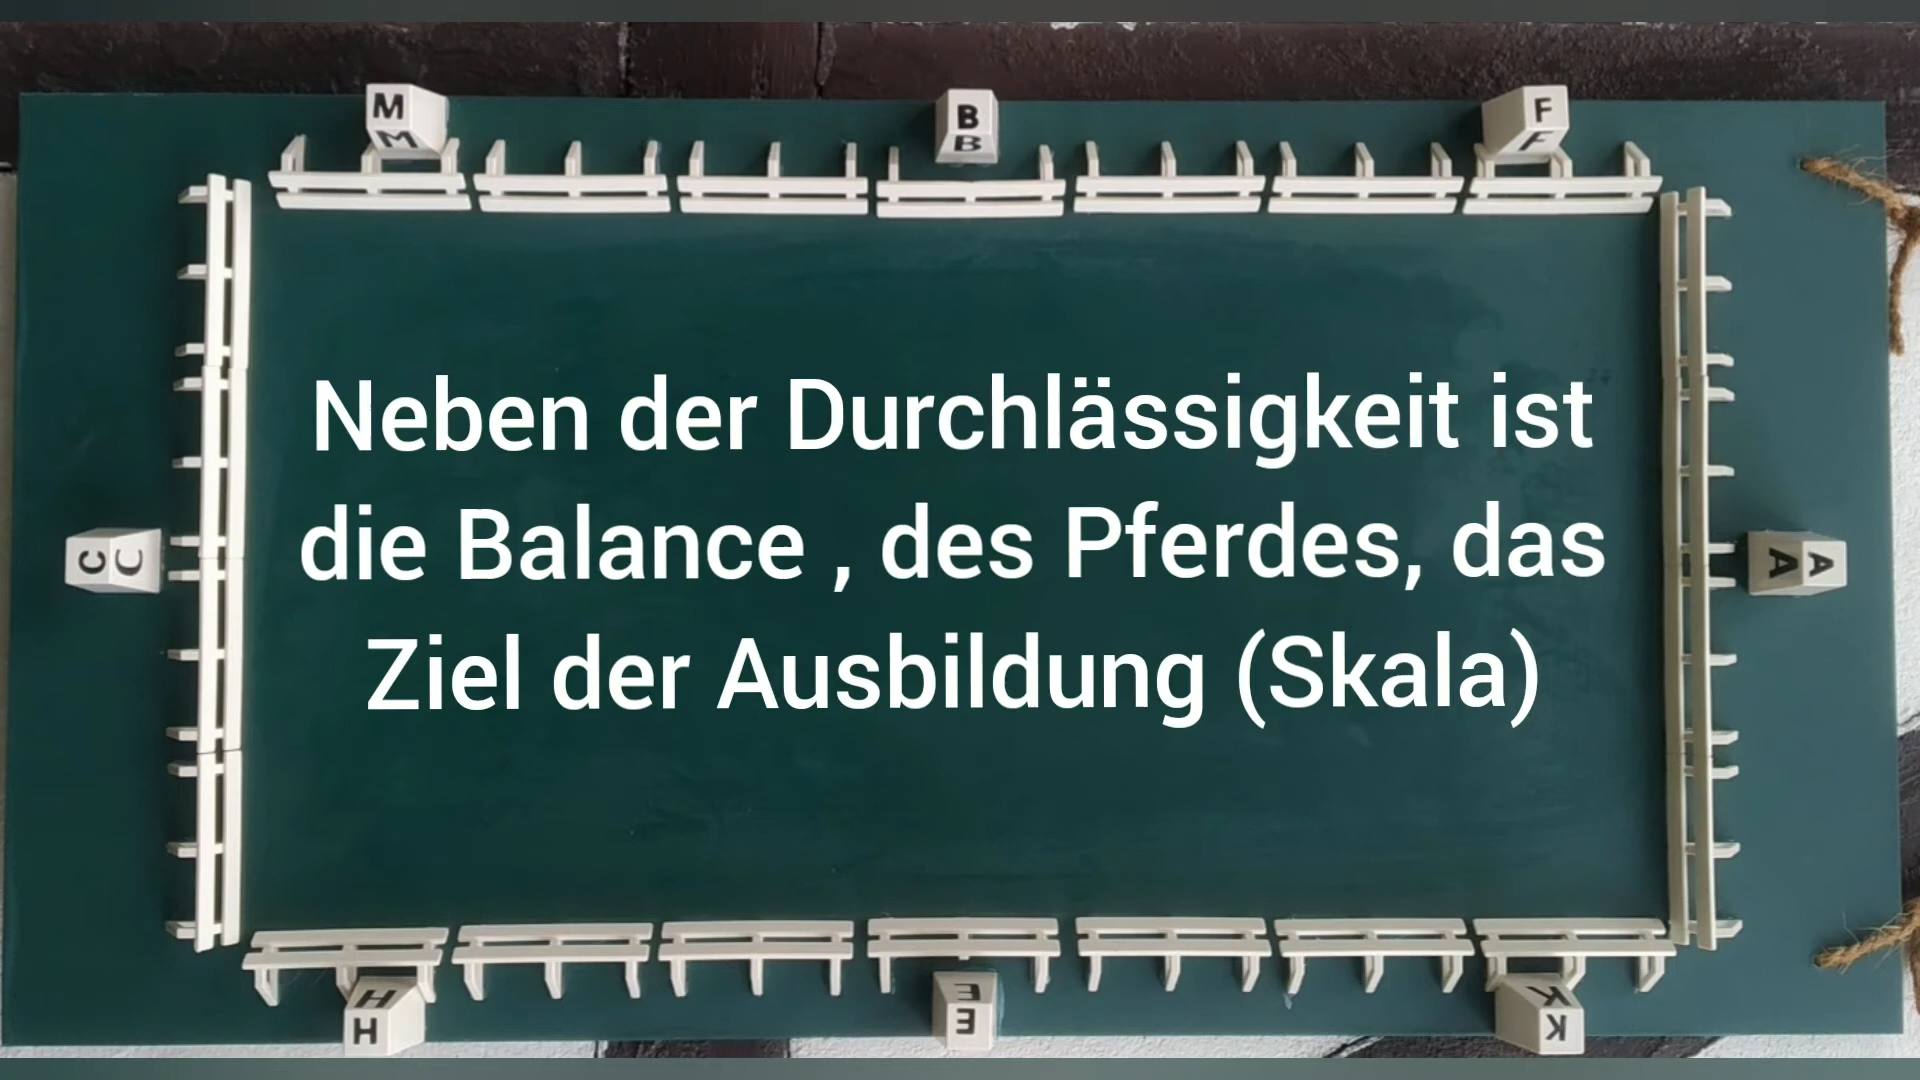 M
M
B
B
F
F
Neben der Durchlässigkeit ist
die Balance , des Pferdes, das
Ziel der Ausbildung (Skala)
C
C
A
A
H
H
E
E
K
K